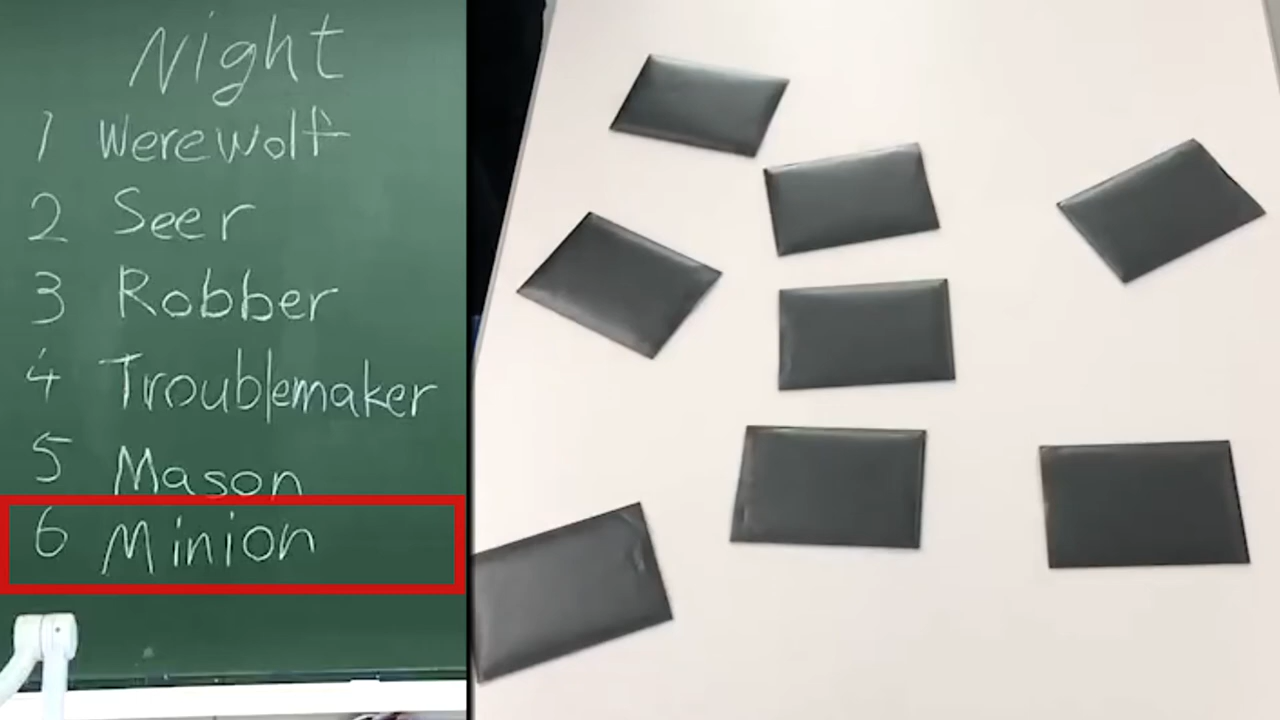 Night
1 Werewolf
2 Seer
3 Robber
4 Troublemaker
5 Mason
6 Minion